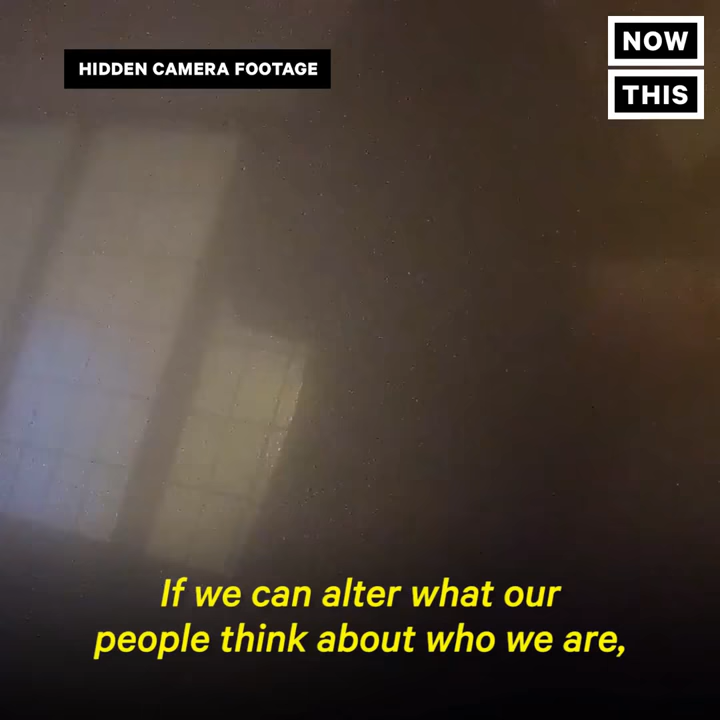 HIDDEN CAMERA FOOTAGE
NOW
THIS
If we can alter what our
people think about who we are,